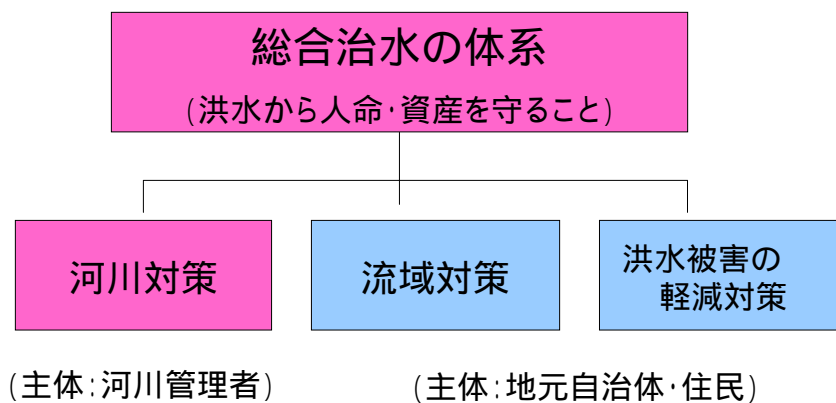 総合治水の体系
(洪水から人命・資産を守ること)
河川対策
流域対策
洪水被害の
軽減対策
(主体:河川管理者)
(主体:地元自治体・住民)